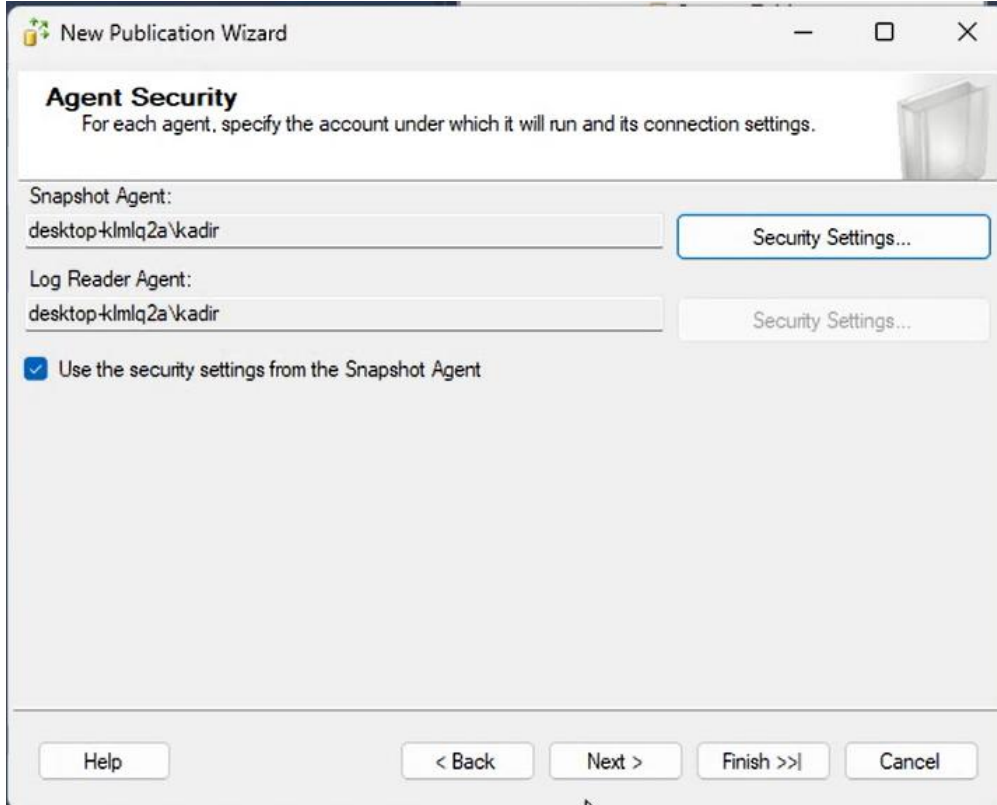 New Publication Wizard
Agent Security
For each agent, specify the account under which it will run and its connection settings.
Snapshot Agent:
desktop-klmlq2a\kadir
Security Settings...
Log Reader Agent:
desktop-klmlq2a\kadir
Security Settings...
Use the security settings from the Snapshot Agent
Help
< Back
Next >
Finish >>|
Cancel